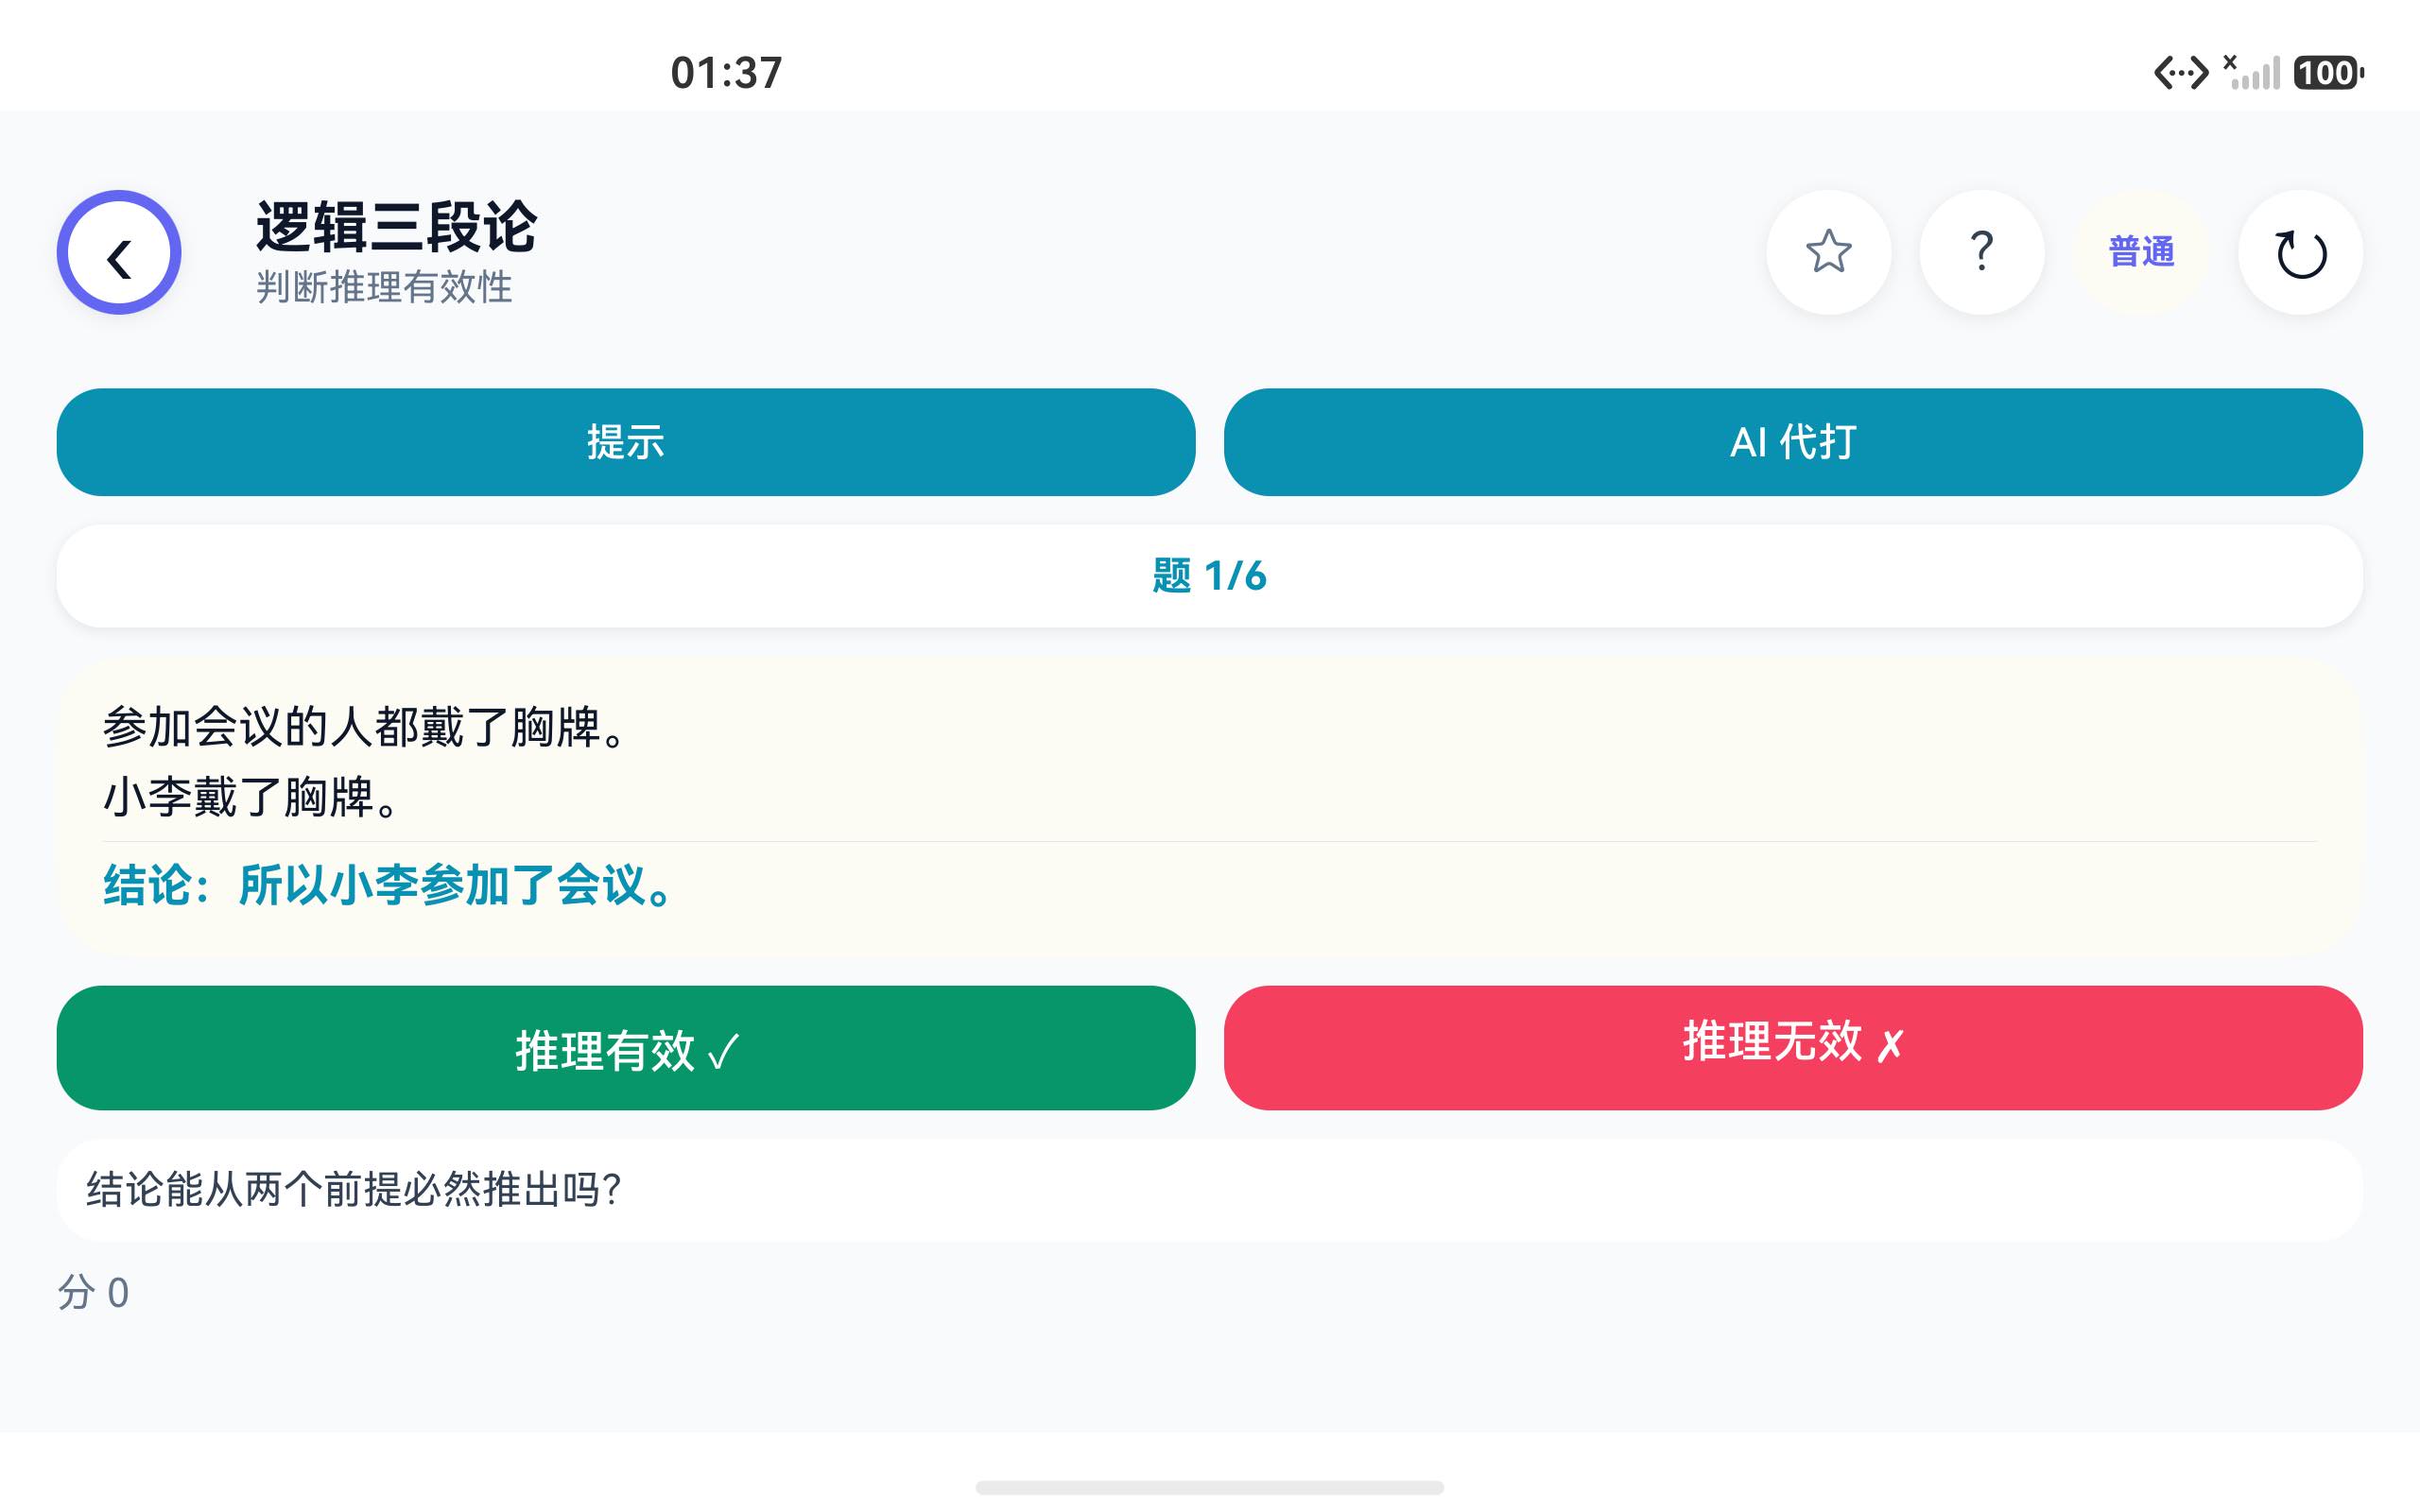 01:37
100
逻辑三段论
判断推理有效性
?
普通
提示
AI 代打
题 1/6
参加会议的人都戴了胸牌。
小李戴了胸牌。
结论：所以小李参加了会议。
推理有效 ✓
推理无效 ✗
结论能从两个前提必然推出吗?
分 0